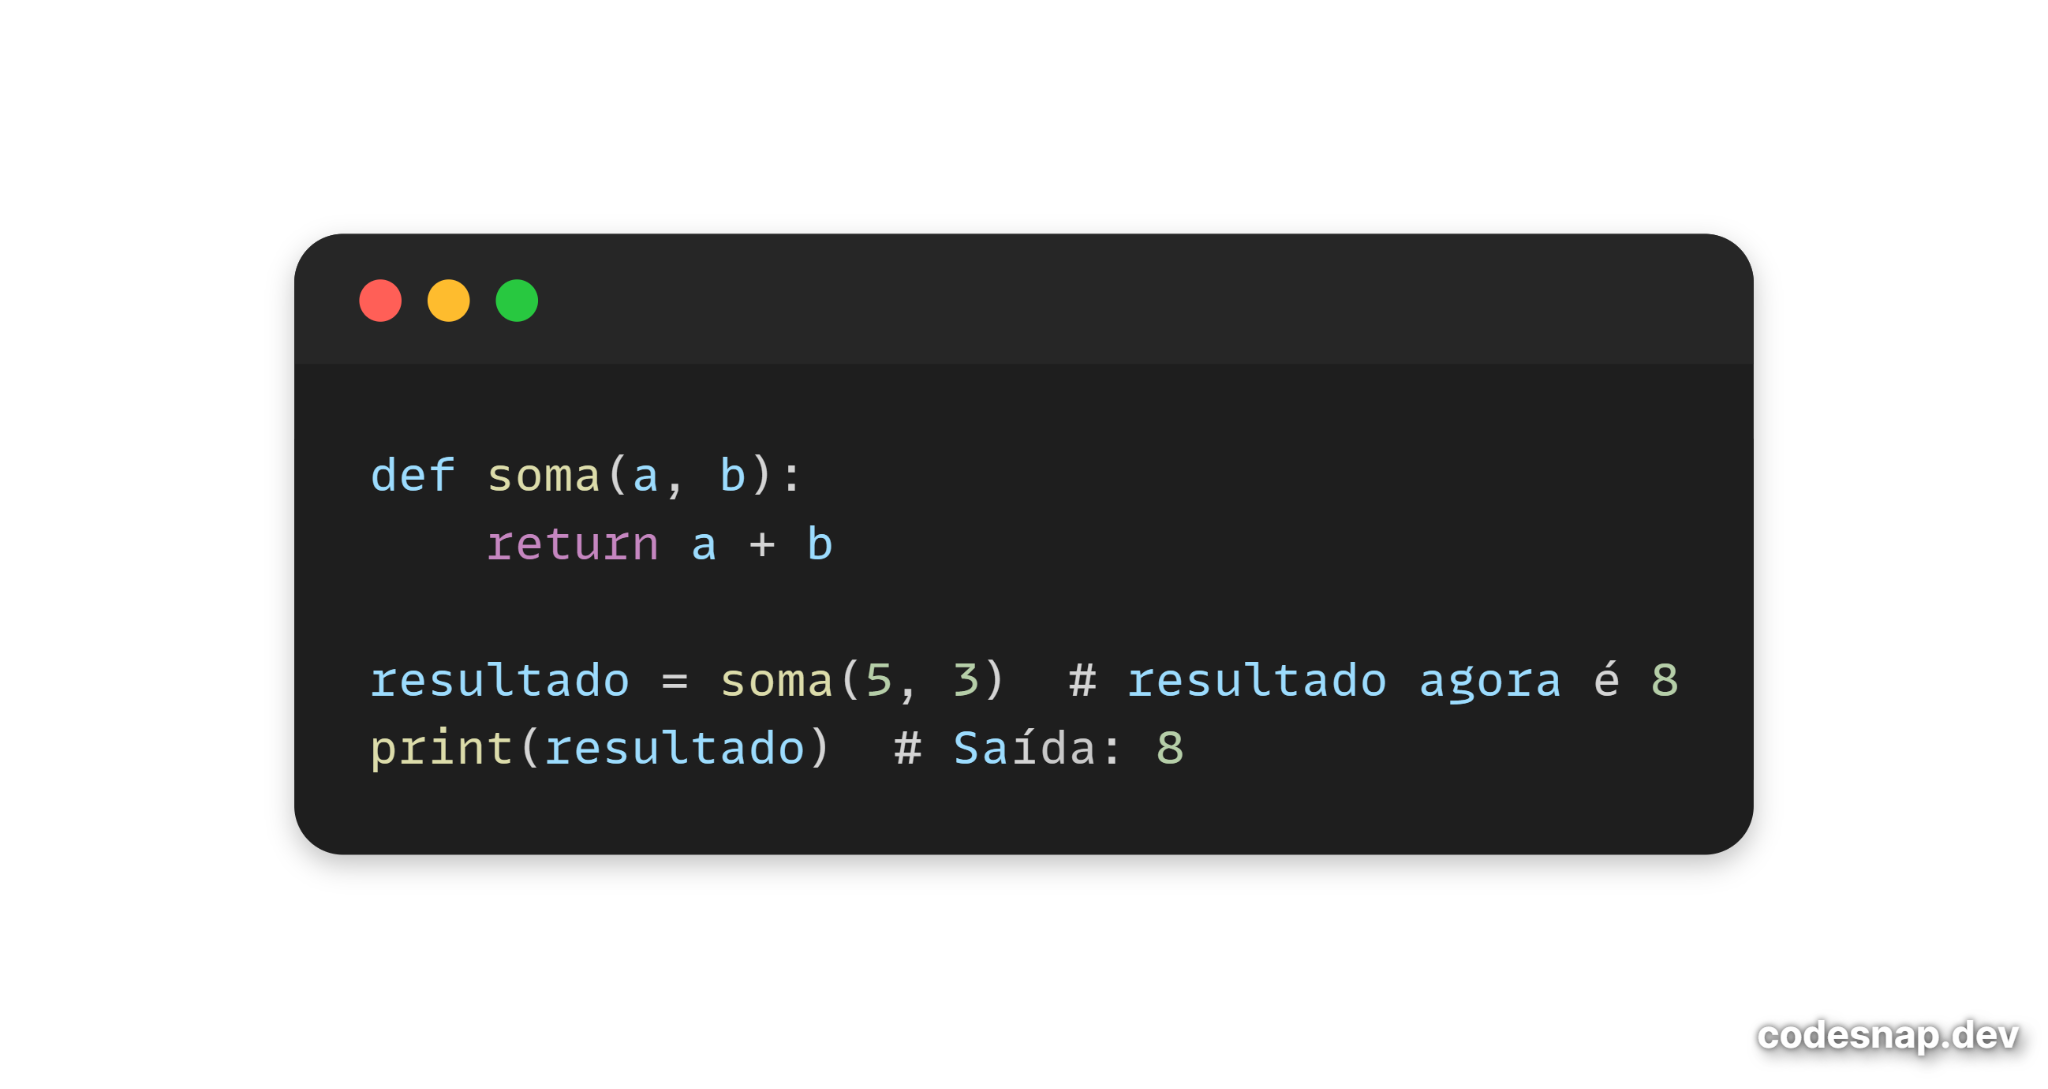 def soma(a, b):
    return a + b
resultado = soma(5, 3)  # resultado agora é 8
print(resultado)  # Saída: 8
codesnap.dev